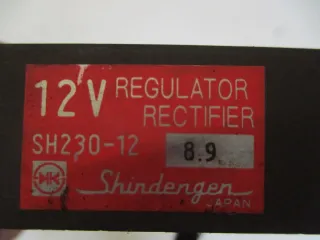 12V REGULATOR
RECTIFIER
SH230-12 8.9
Shindengen
JAPAN